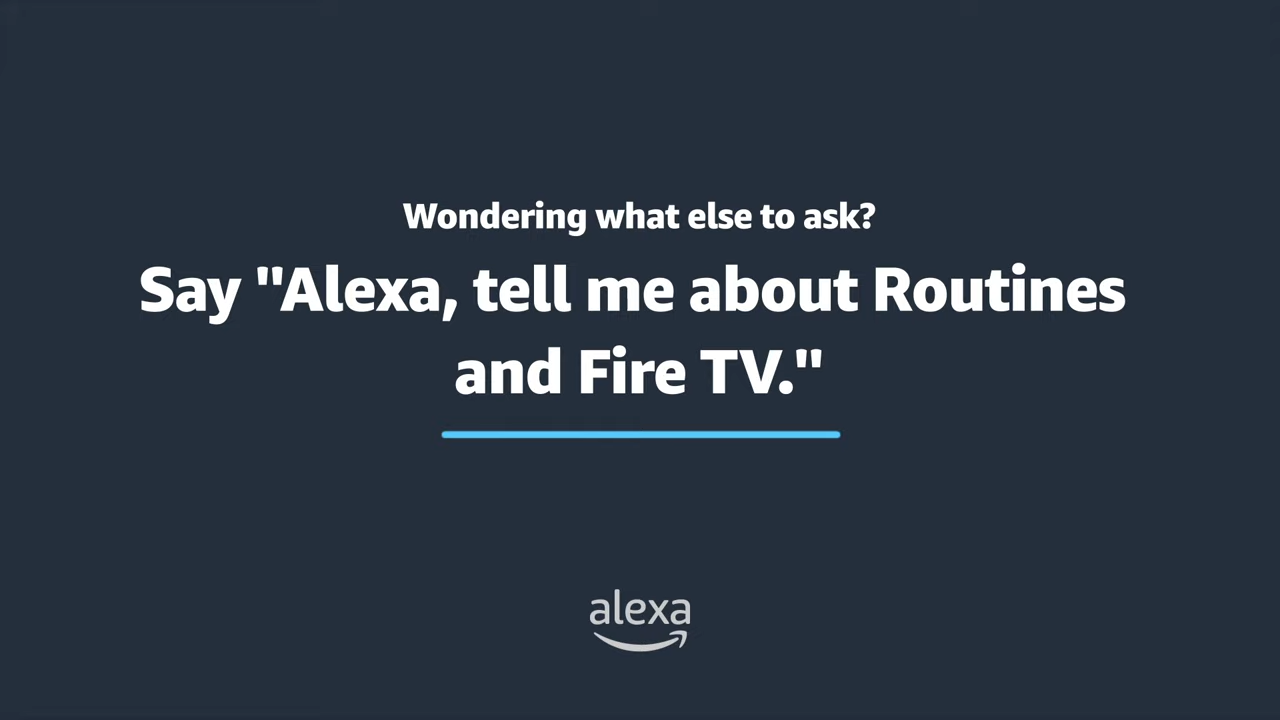 Wondering what else to ask?
Say "Alexa, tell me about Routines
and Fire TV."
alexa